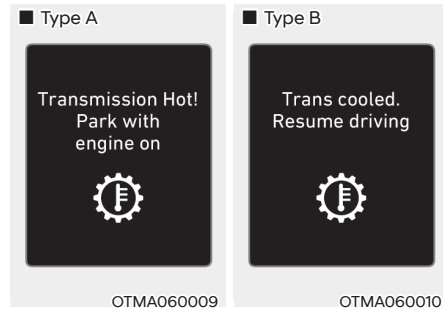 ■ Type A
Transmission Hot!
Park with
engine on
OTMA060009
■ Type B
Trans cooled.
Resume driving
OTMA060010